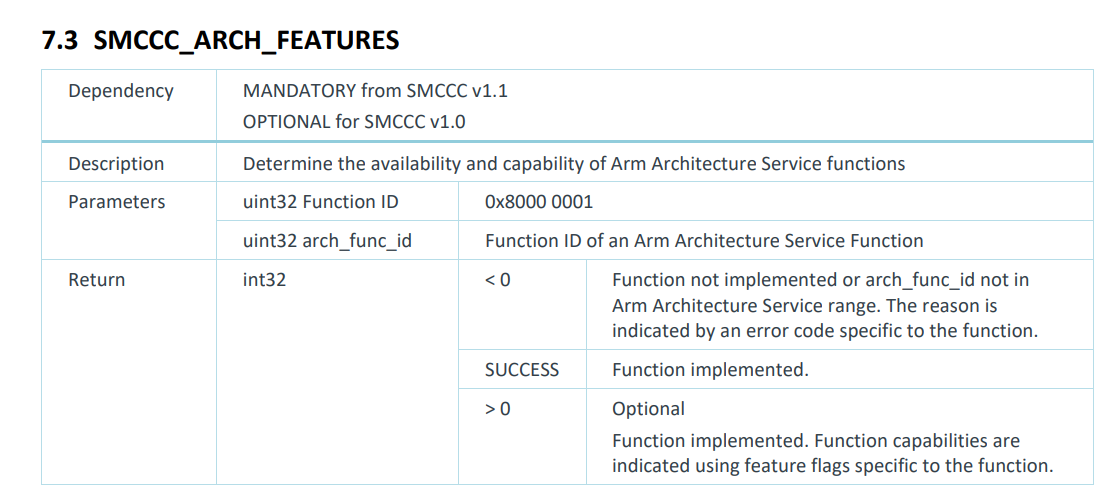 7.3 SMCCC_ARCH_FEATURES
Dependency
MANDATORY from SMCCC v1.1
OPTIONAL for SMCCC v1.0
Description
Determine the availability and capability of Arm Architecture Service functions
Parameters
uint32 Function ID
0x8000 0001
uint32 arch_func_id
Function ID of an Arm Architecture Service Function
Return
int32
< 0
Function not implemented or arch_func_id not in
Arm Architecture Service range. The reason is
indicated by an error code specific to the function.
SUCCESS
Function implemented.
> 0
Optional
Function implemented. Function capabilities are
indicated using feature flags specific to the function.